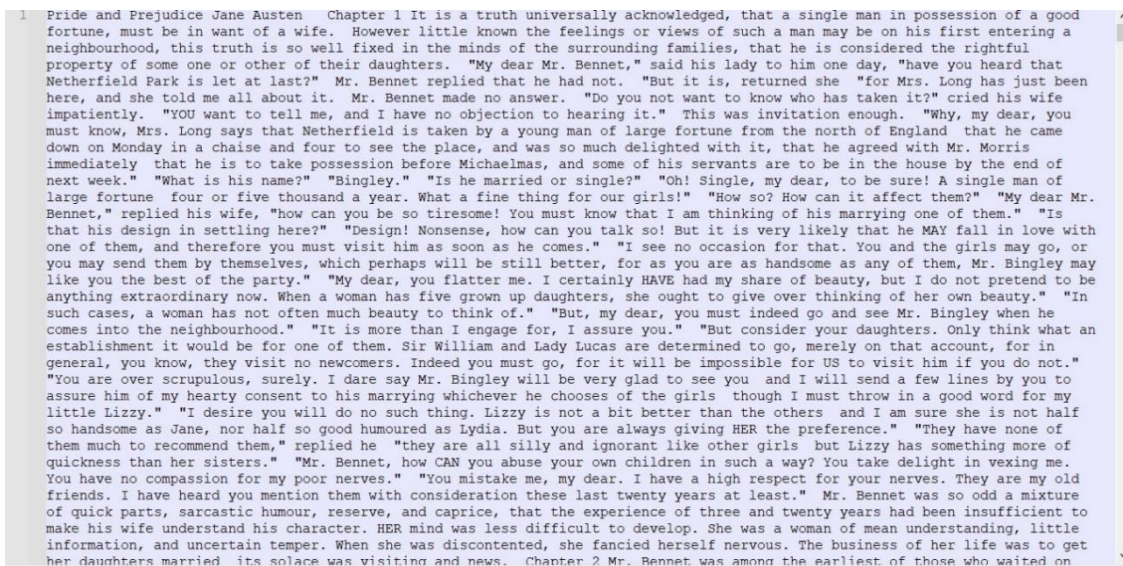 1 Pride and Prejudice Jane Austen   Chapter 1 It is a truth universally acknowledged, that a single man in possession of a good
fortune, must be in want of a wife.  However little known the feelings or views of such a man may be on his first entering a
neighbourhood, this truth is so well fixed in the minds of the surrounding families, that he is considered the rightful
property of some one or other of their daughters.  "My dear Mr. Bennet," said his lady to him one day, "have you heard that
Netherfield Park is let at last?"  Mr. Bennet replied that he had not.  "But it is, returned she  "for Mrs. Long has just been
here, and she told me all about it.  Mr. Bennet made no answer.  "Do you not want to know who has taken it?" cried his wife
impatiently.  "YOU want to tell me, and I have no objection to hearing it."  This was invitation enough.  "Why, my dear, you
must know, Mrs. Long says that Netherfield is taken by a young man of large fortune from the north of England  that he came
down on Monday in a chaise and four to see the place, and was so much delighted with it, that he agreed with Mr. Morris
immediately  that he is to take possession before Michaelmas, and some of his servants are to be in the house by the end of
next week."  "What is his name?"  "Bingley."  "Is he married or single?"  "Oh! Single, my dear, to be sure! A single man of
large fortune  four or five thousand a year. What a fine thing for our girls!"  "How so? How can it affect them?"  "My dear Mr.
Bennet," replied his wife, "how can you be so tiresome! You must know that I am thinking of his marrying one of them."  "Is
that his design in settling here?"  "Design! Nonsense, how can you talk so! But it is very likely that he MAY fall in love with
one of them, and therefore you must visit him as soon as he comes."  "I see no occasion for that. You and the girls may go, or
you may send them by themselves, which perhaps will be still better, for as you are as handsome as any of them, Mr. Bingley may
like you the best of the party."  "My dear, you flatter me. I certainly HAVE had my share of beauty, but I do not pretend to be
anything extraordinary now. When a woman has five grown up daughters, she ought to give over thinking of her own beauty."  "In
such cases, a woman has not often much beauty to think of."  "But, my dear, you must indeed go and see Mr. Bingley when he
comes into the neighbourhood."  "It is more than I engage for, I assure you."  "But consider your daughters. Only think what an
establishment it would be for one of them. Sir William and Lady Lucas are determined to go, merely on that account, for in
general, you know, they visit no newcomers. Indeed you must go, for it will be impossible for US to visit him if you do not."
"You are over scrupulous, surely. I dare say Mr. Bingley will be very glad to see you  and I will send a few lines by you to
assure him of my hearty consent to his marrying whichever he chooses of the girls  though I must throw in a good word for my
little Lizzy."  "I desire you will do no such thing. Lizzy is not a bit better than the others  and I am sure she is not half
so handsome as Jane, nor half so good humoured as Lydia. But you are always giving HER the preference."  "They have none of
them much to recommend them," replied he  "they are all silly and ignorant like other girls  but Lizzy has something more of
quickness than her sisters."  "Mr. Bennet, how CAN you abuse your own children in such a way? You take delight in vexing me.
You have no compassion for my poor nerves."  "You mistake me, my dear. I have a high respect for your nerves. They are my old
friends. I have heard you mention them with consideration these last twenty years at least."  Mr. Bennet was so odd a mixture
of quick parts, sarcastic humour, reserve, and caprice, that the experience of three and twenty years had been insufficient to
make his wife understand his character. HER mind was less difficult to develop. She was a woman of mean understanding, little
information, and uncertain temper. When she was discontented, she fancied herself nervous. The business of her life was to get
her daughters married  its solace was visiting and news.  Chapter 2 Mr. Bennet was among the earliest of those who waited on